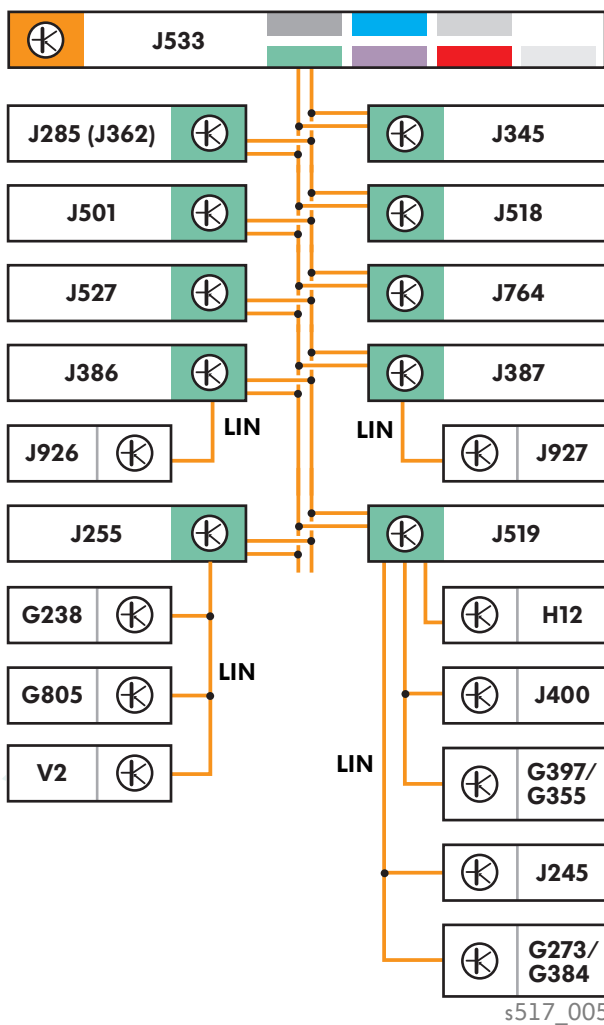 J533
J285 (J362)
J345
J501
J518
J527
J764
J386
J387
LIN
LIN
J926
J927
J255
J519
G238
H12
G805
LIN
J400
V2
LIN
G397/
G355
J245
G273/
G384
s517_005